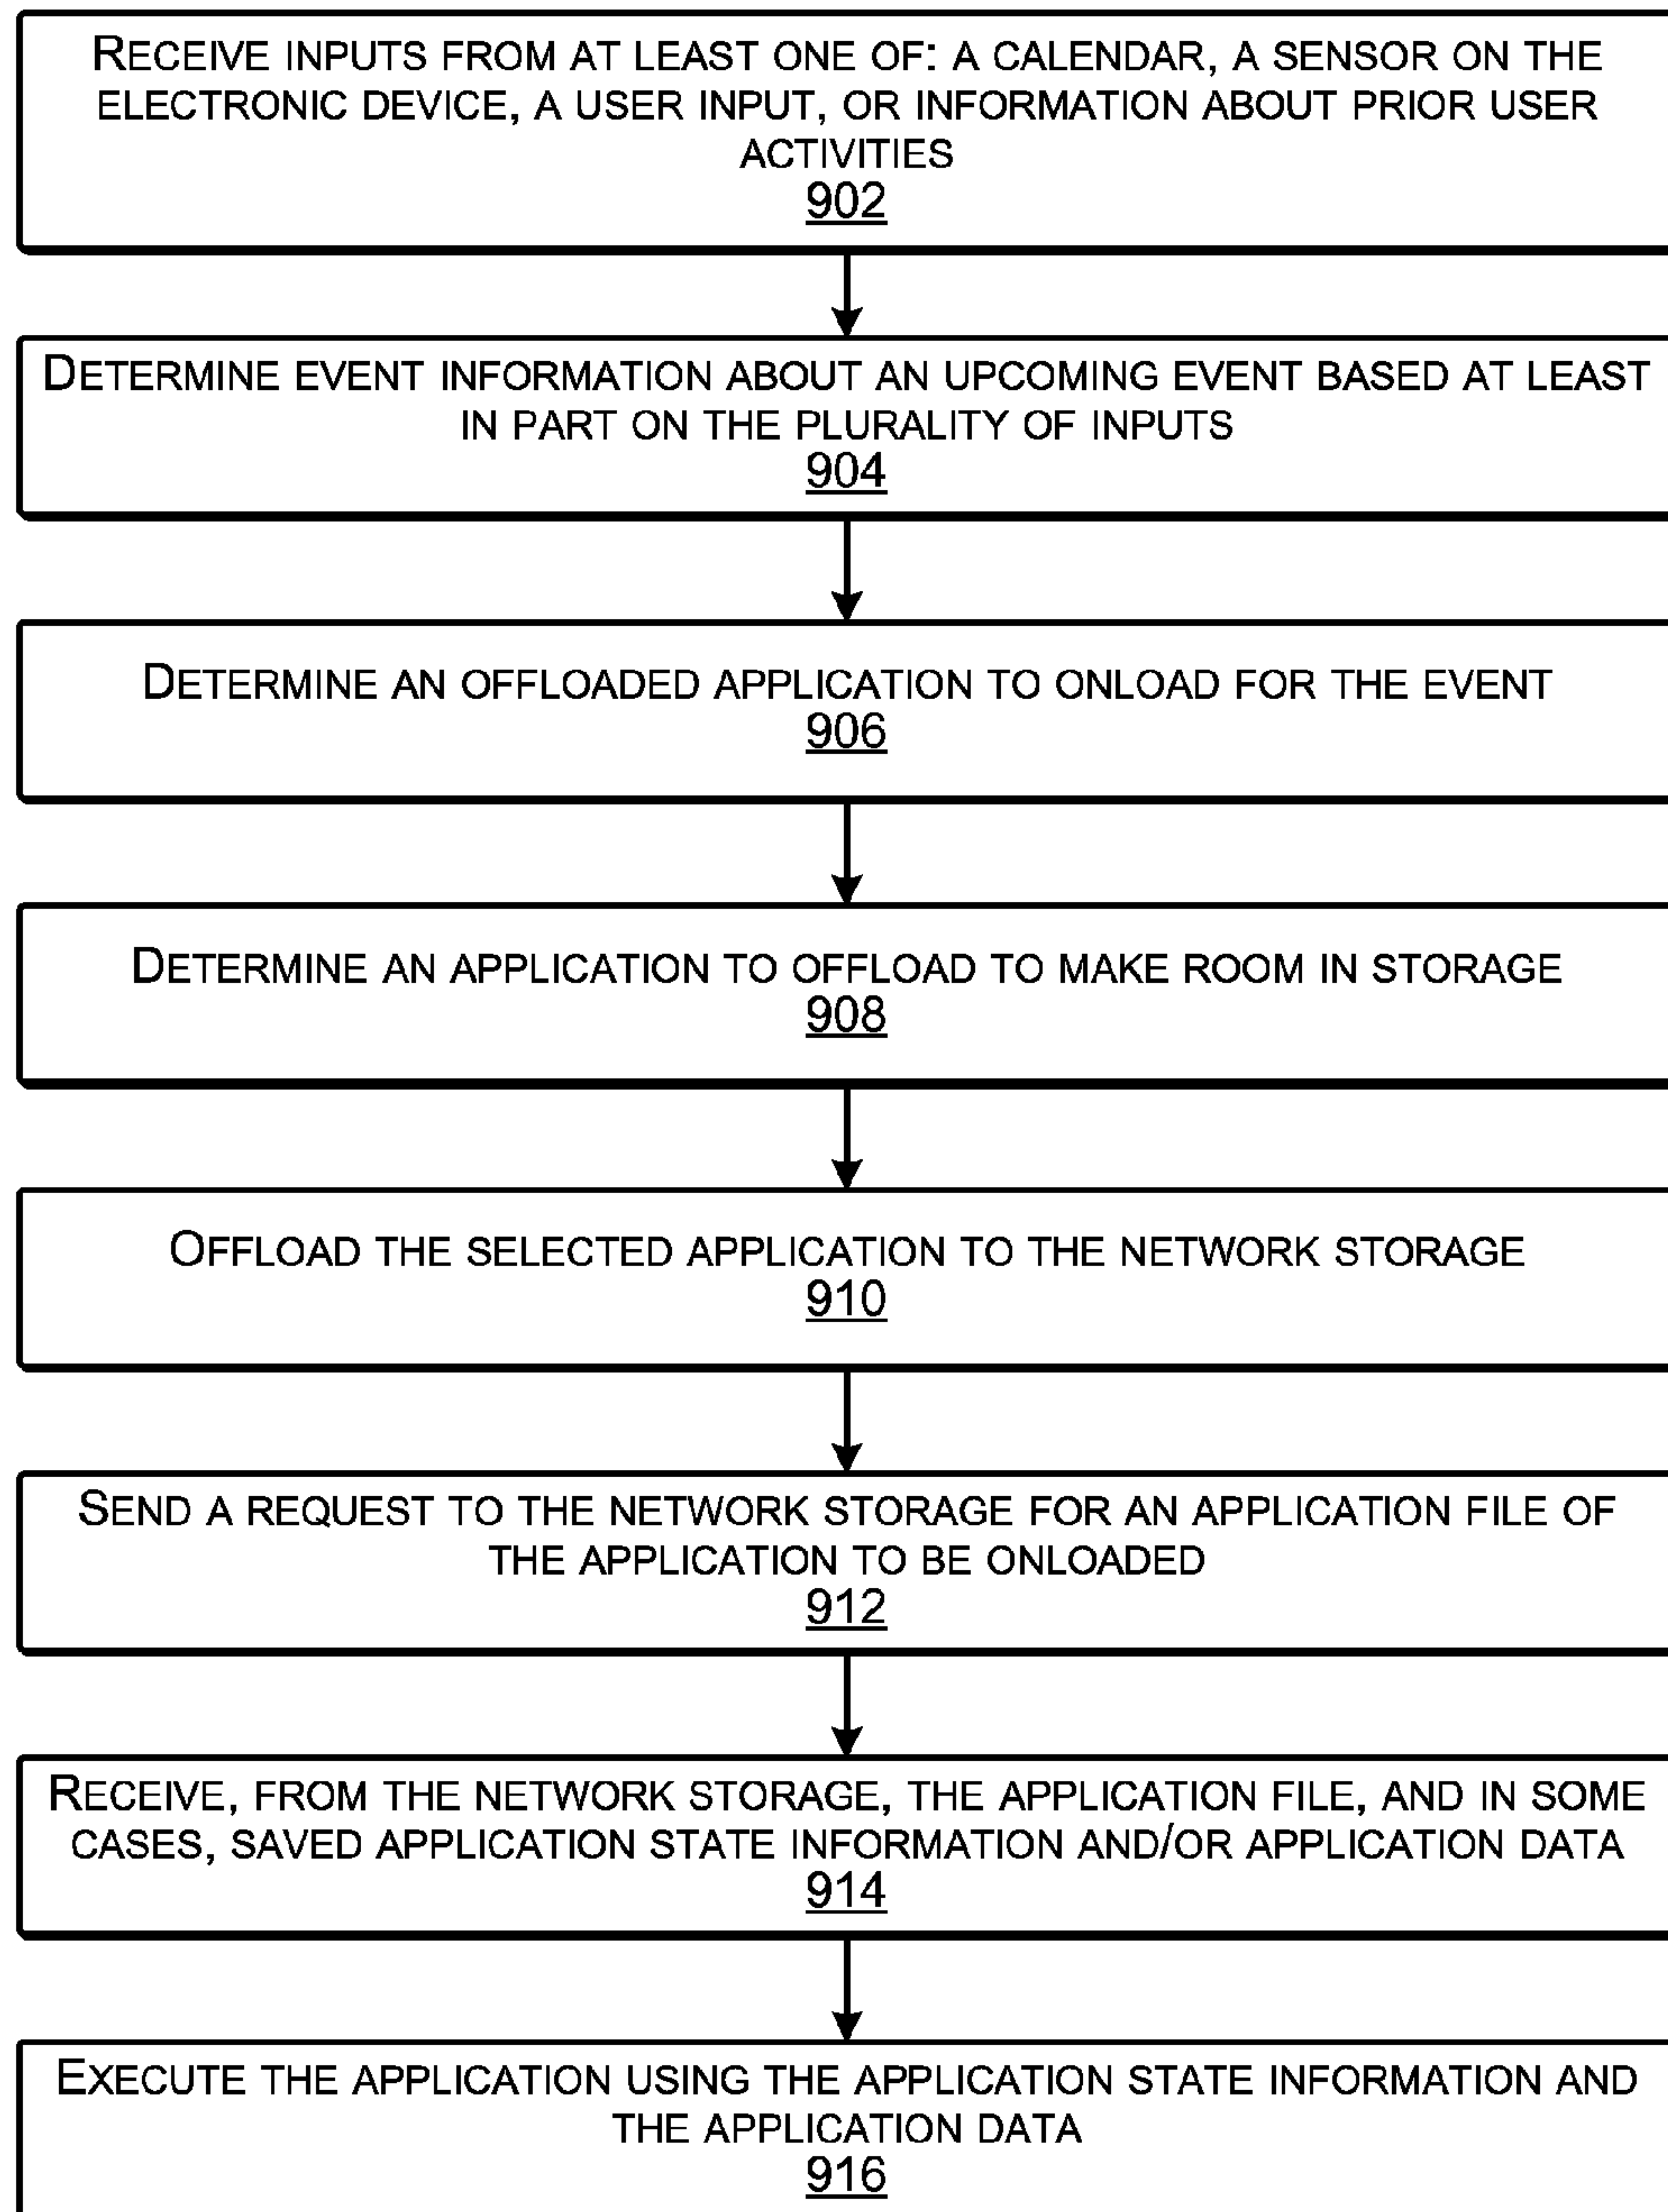 RECEIVE INPUTS FROM AT LEAST ONE OF: A CALENDAR, A SENSOR ON THE
ELECTRONIC DEVICE, A USER INPUT, OR INFORMATION ABOUT PRIOR USER
ACTIVITIES
902
DETERMINE EVENT INFORMATION ABOUT AN UPCOMING EVENT BASED AT LEAST
IN PART ON THE PLURALITY OF INPUTS
904
DETERMINE AN OFFLOADED APPLICATION TO ONLOAD FOR THE EVENT
906
DETERMINE AN APPLICATION TO OFFLOAD TO MAKE ROOM IN STORAGE
908
OFFLOAD THE SELECTED APPLICATION TO THE NETWORK STORAGE
910
SEND A REQUEST TO THE NETWORK STORAGE FOR AN APPLICATION FILE OF
THE APPLICATION TO BE ONLOADED
912
RECEIVE, FROM THE NETWORK STORAGE, THE APPLICATION FILE, AND IN SOME
CASES, SAVED APPLICATION STATE INFORMATION AND/OR APPLICATION DATA
914
EXECUTE THE APPLICATION USING THE APPLICATION STATE INFORMATION AND
THE APPLICATION DATA
916